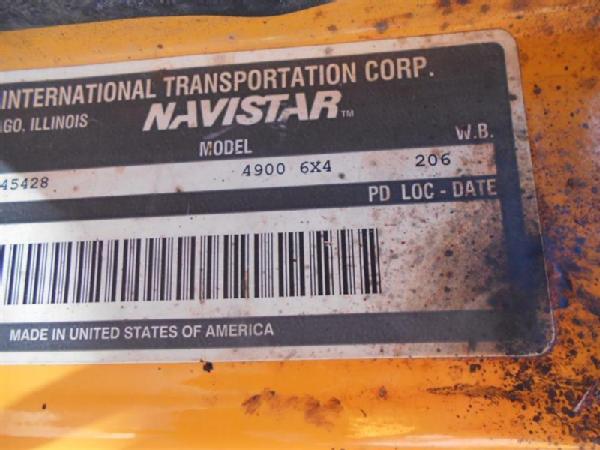 INTERNATIONAL TRANSPORTATION CORP.
AGO, ILLINOIS NAVISTAR™
MODEL W.B.
45428 4900 6X4 206
PD LOC - DATE
MADE IN UNITED STATES OF AMERICA